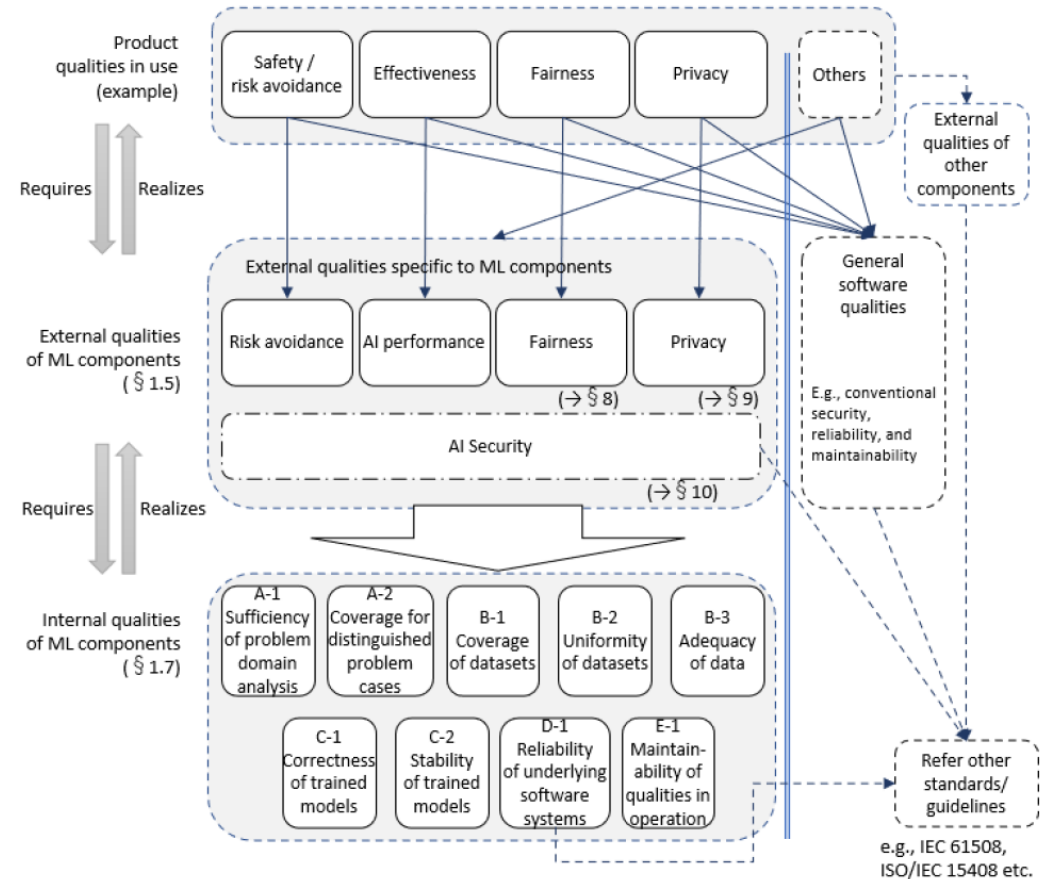 Product
qualities in use
(example)
Safety /
risk avoidance
Effectiveness
Fairness
Privacy
Others
External
qualities of
other
components
Requires
Realizes
External qualities specific to ML components
General
software
qualities
E.g., conventional
security,
reliability, and
maintainability
External qualities
of ML components
(§1.5)
Risk avoidance
AI performance
Fairness
Privacy
(→§8)
(→§9)
AI Security
(→§10)
Requires
Realizes
Internal qualities
of ML components
(§1.7)
A-1
Sufficiency
of problem
domain
analysis
A-2
Coverage for
distinguished
problem
cases
B-1
Coverage
of datasets
B-2
Uniformity
of datasets
B-3
Adequacy
of data
C-1
Correctness
of trained
models
C-2
Stability
of trained
models
D-1
Reliability
of underlying
software
systems
E-1
Maintain-
ability of
qualities in
operation
Refer other
standards/
guidelines
e.g., IEC 61508,
ISO/IEC 15408 etc.